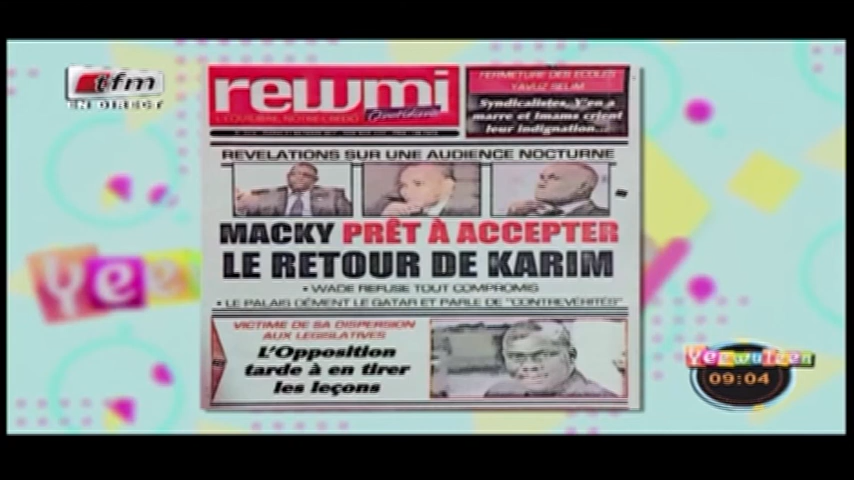 tfm
EN DIRECT
rewmi
Quotidien
FERMETURE DES ECOLES
YAVUZ SELIM
Syndicalistes, Y'en a
marre et Imams crient
leur indignation...
REVELATIONS SUR UNE AUDIENCE NOCTURNE
MACKY PRÊT À ACCEPTER
LE RETOUR DE KARIM
• WADE REFUSE TOUT COMPROMIS
• LE PALAIS DÉMENT LE QATAR ET PARLE DE "CONTREVÉRITÉS"
VICTIME DE SA DISPERSION
AUX LEGISLATIVES
L'Opposition
tarde à en tirer
les leçons
Yee
Yeewuleen
09:04